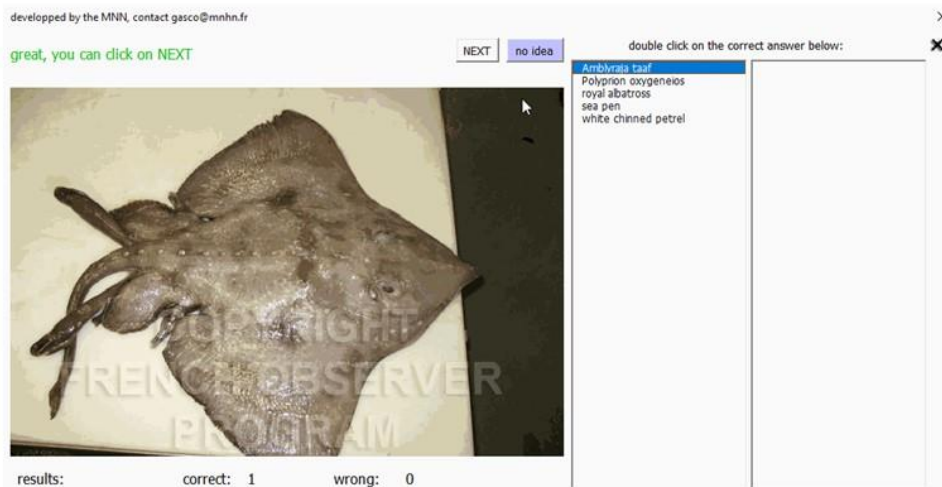 developped by the MNN, contact gasco@mnhn.fr
great, you can click on NEXT
NEXT
no idea
double click on the correct answer below:
Amblyraja taaf
Polyprion oxygeneios
royal albatross
sea pen
white chinned petrel
COPYRIGHT
FRENCH OBSERVER
PROGRAM
results: correct: 1 wrong: 0